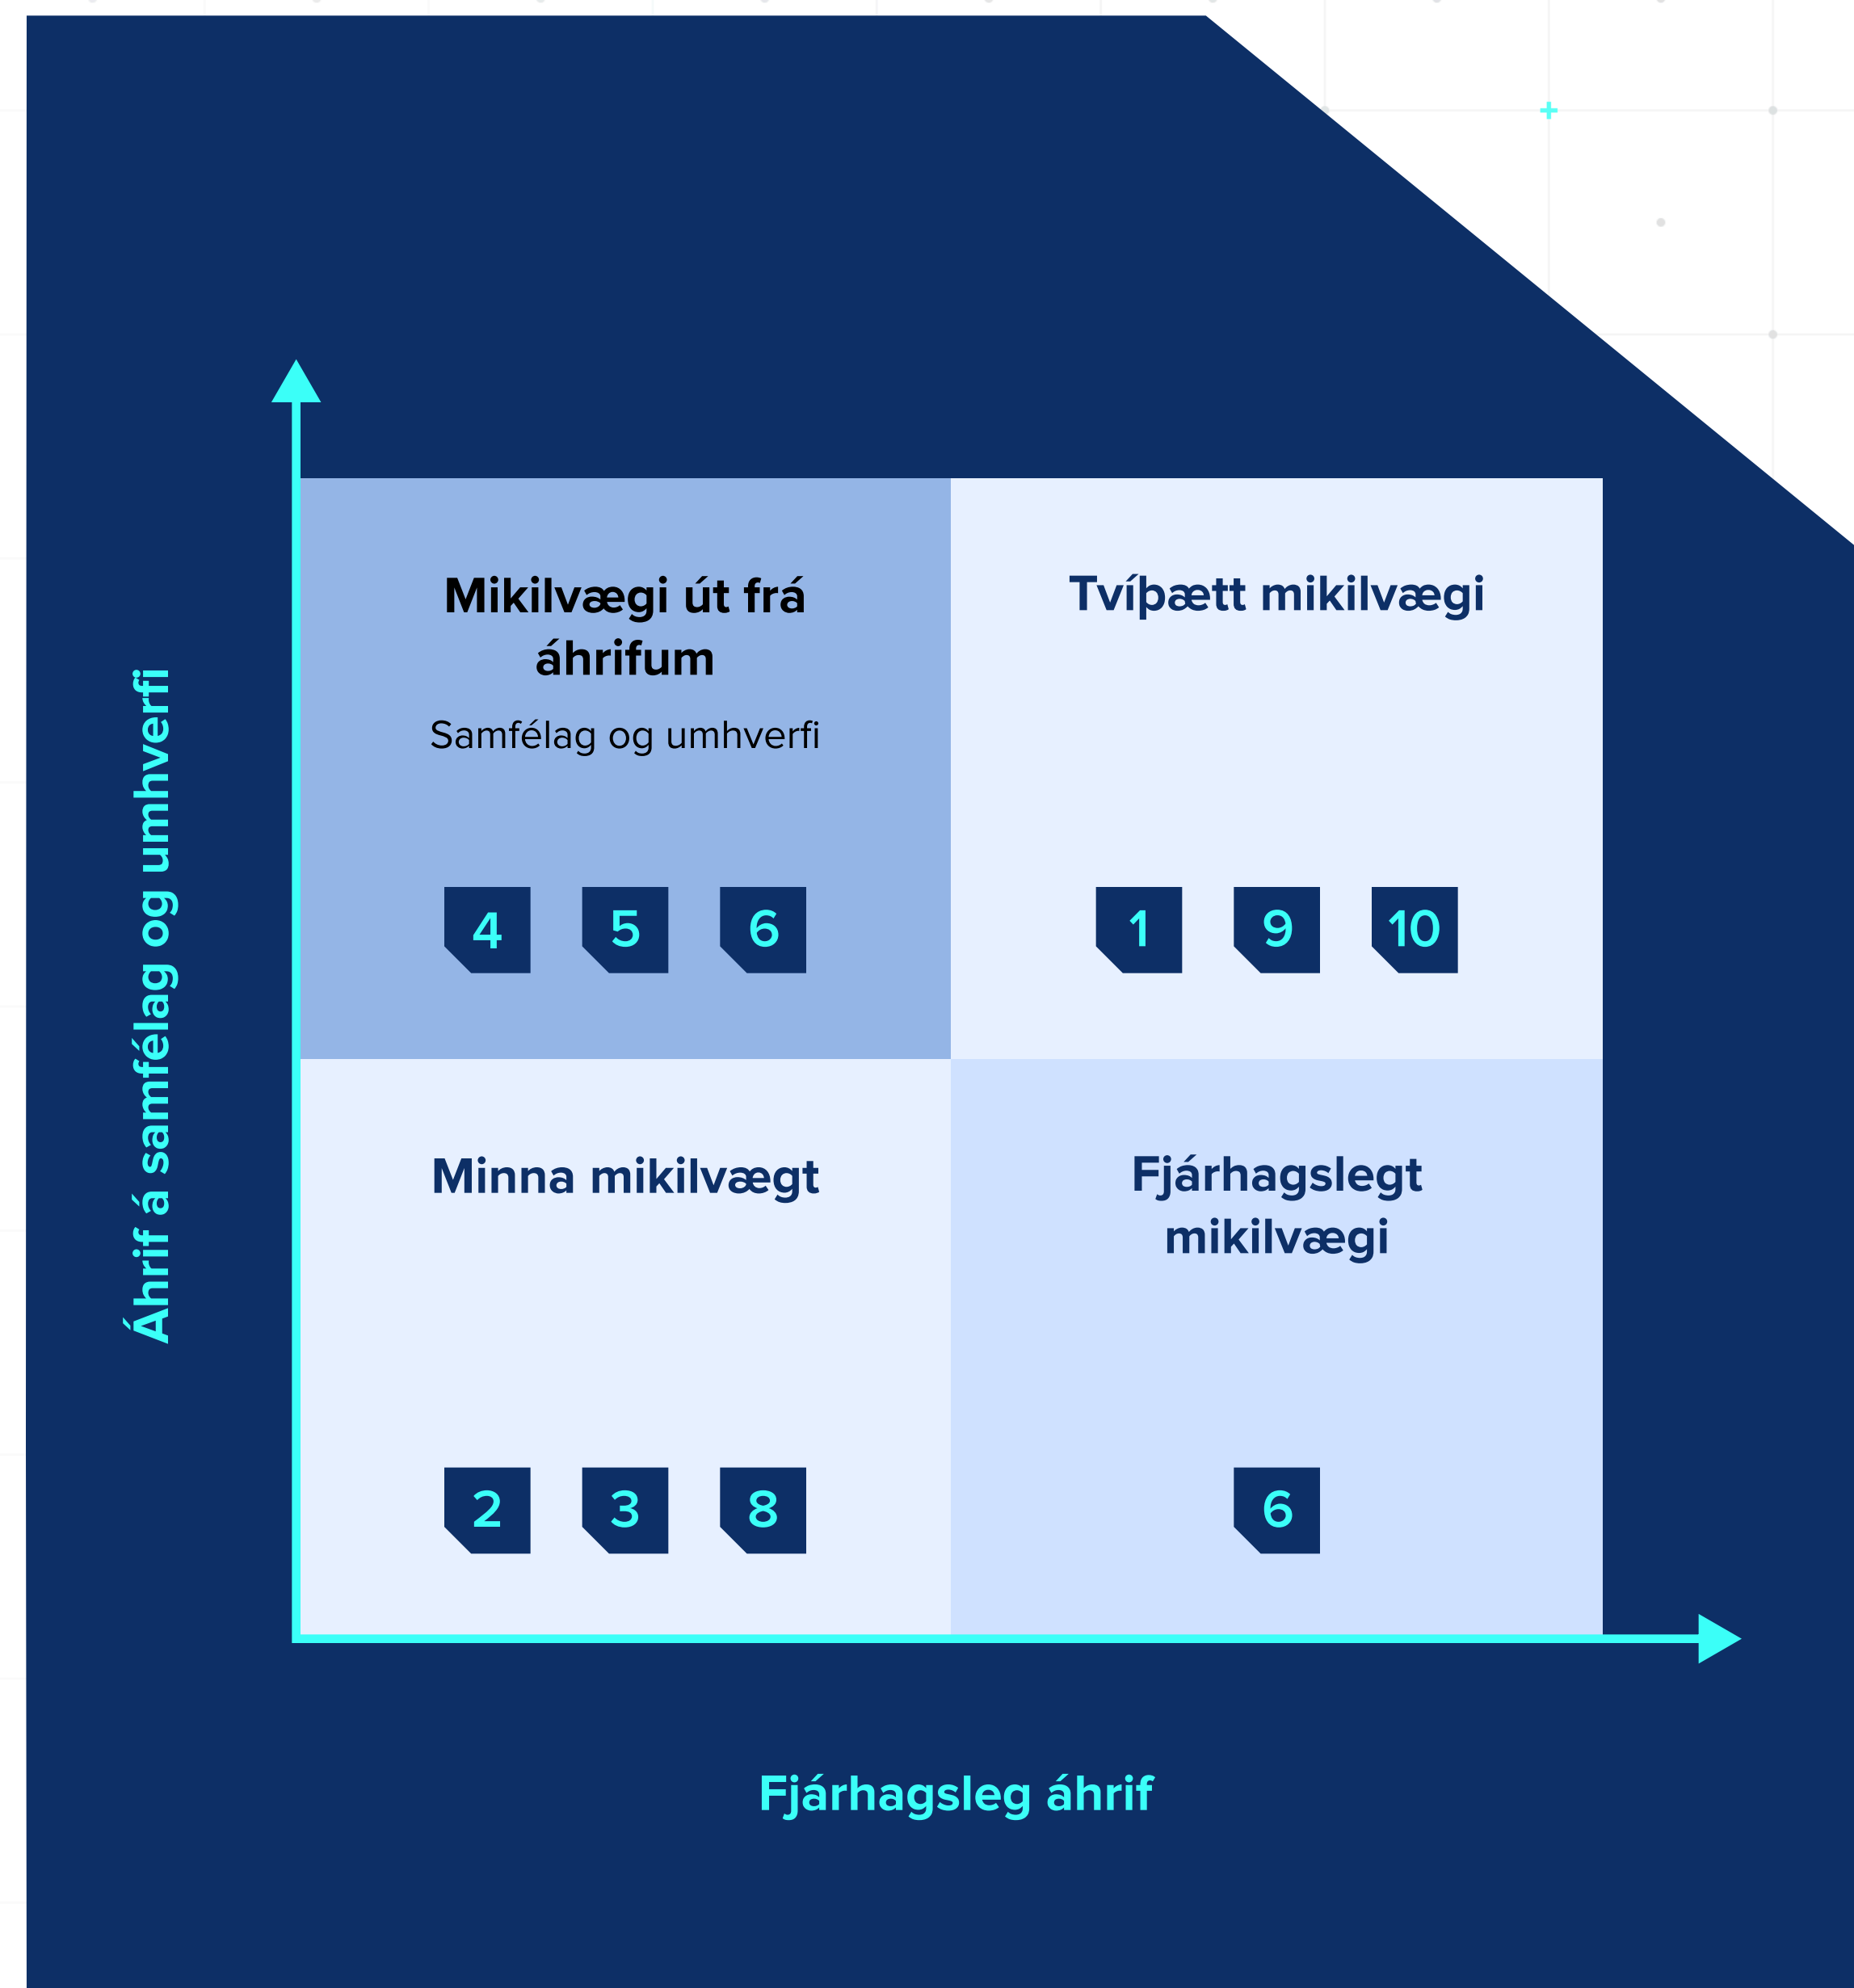 Áhrif á samfélag og umhverfi
Mikilvægi út frá
áhrifum
Samfélag og umhverfi
4 5 6
Tvíþætt mikilvægi
1 9 10
Minna mikilvægt
2 3 8
Fjárhagslegt
mikilvægi
6
Fjárhagsleg áhrif